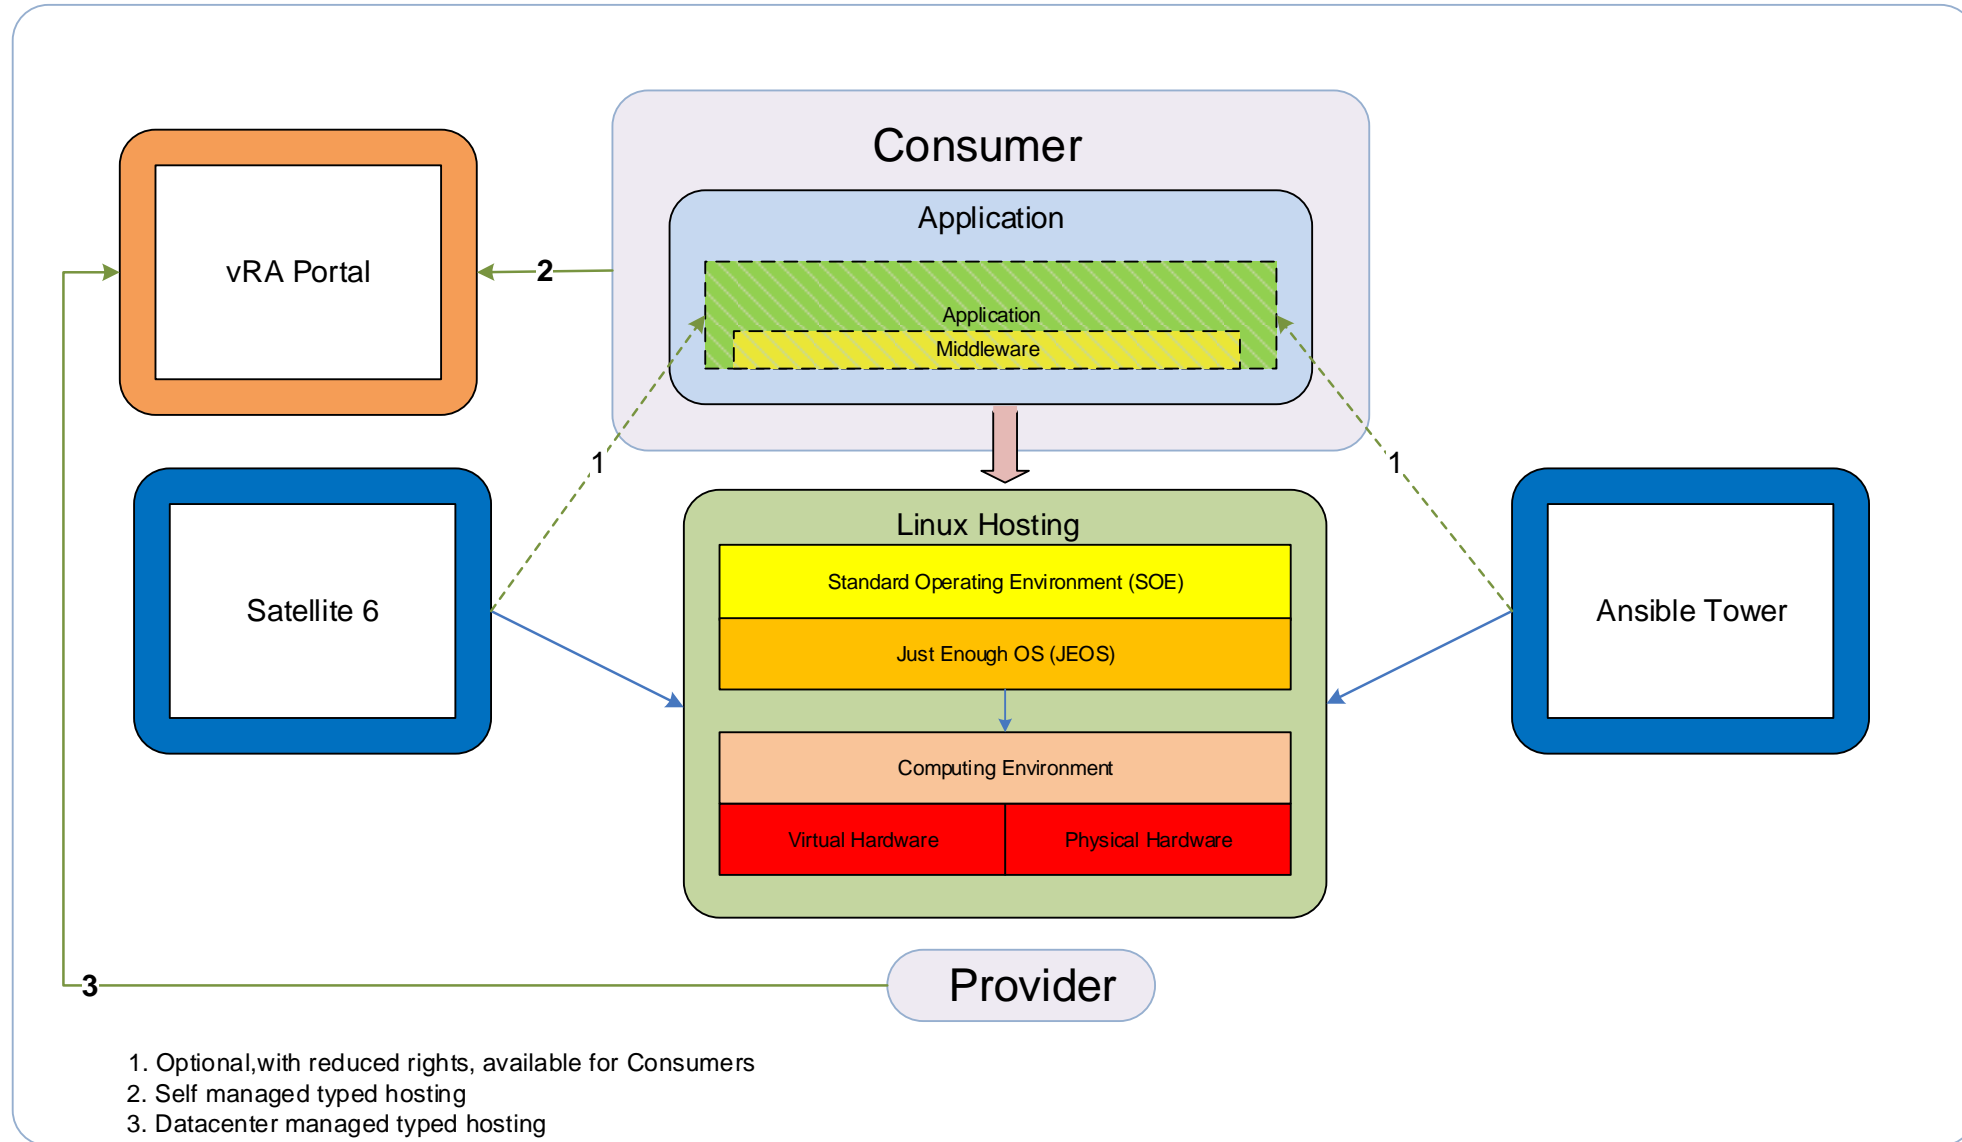 Consumer
Application
vRA Portal
2
Application
Middleware
1
1
Linux Hosting
Standard Operating Environment (SOE)
Satellite 6
Ansible Tower
Just Enough OS (JEOS)
Computing Environment
Virtual Hardware
Physical Hardware
3
Provider
1. Optional,with reduced rights, available for Consumers
2. Self managed typed hosting
3. Datacenter managed typed hosting